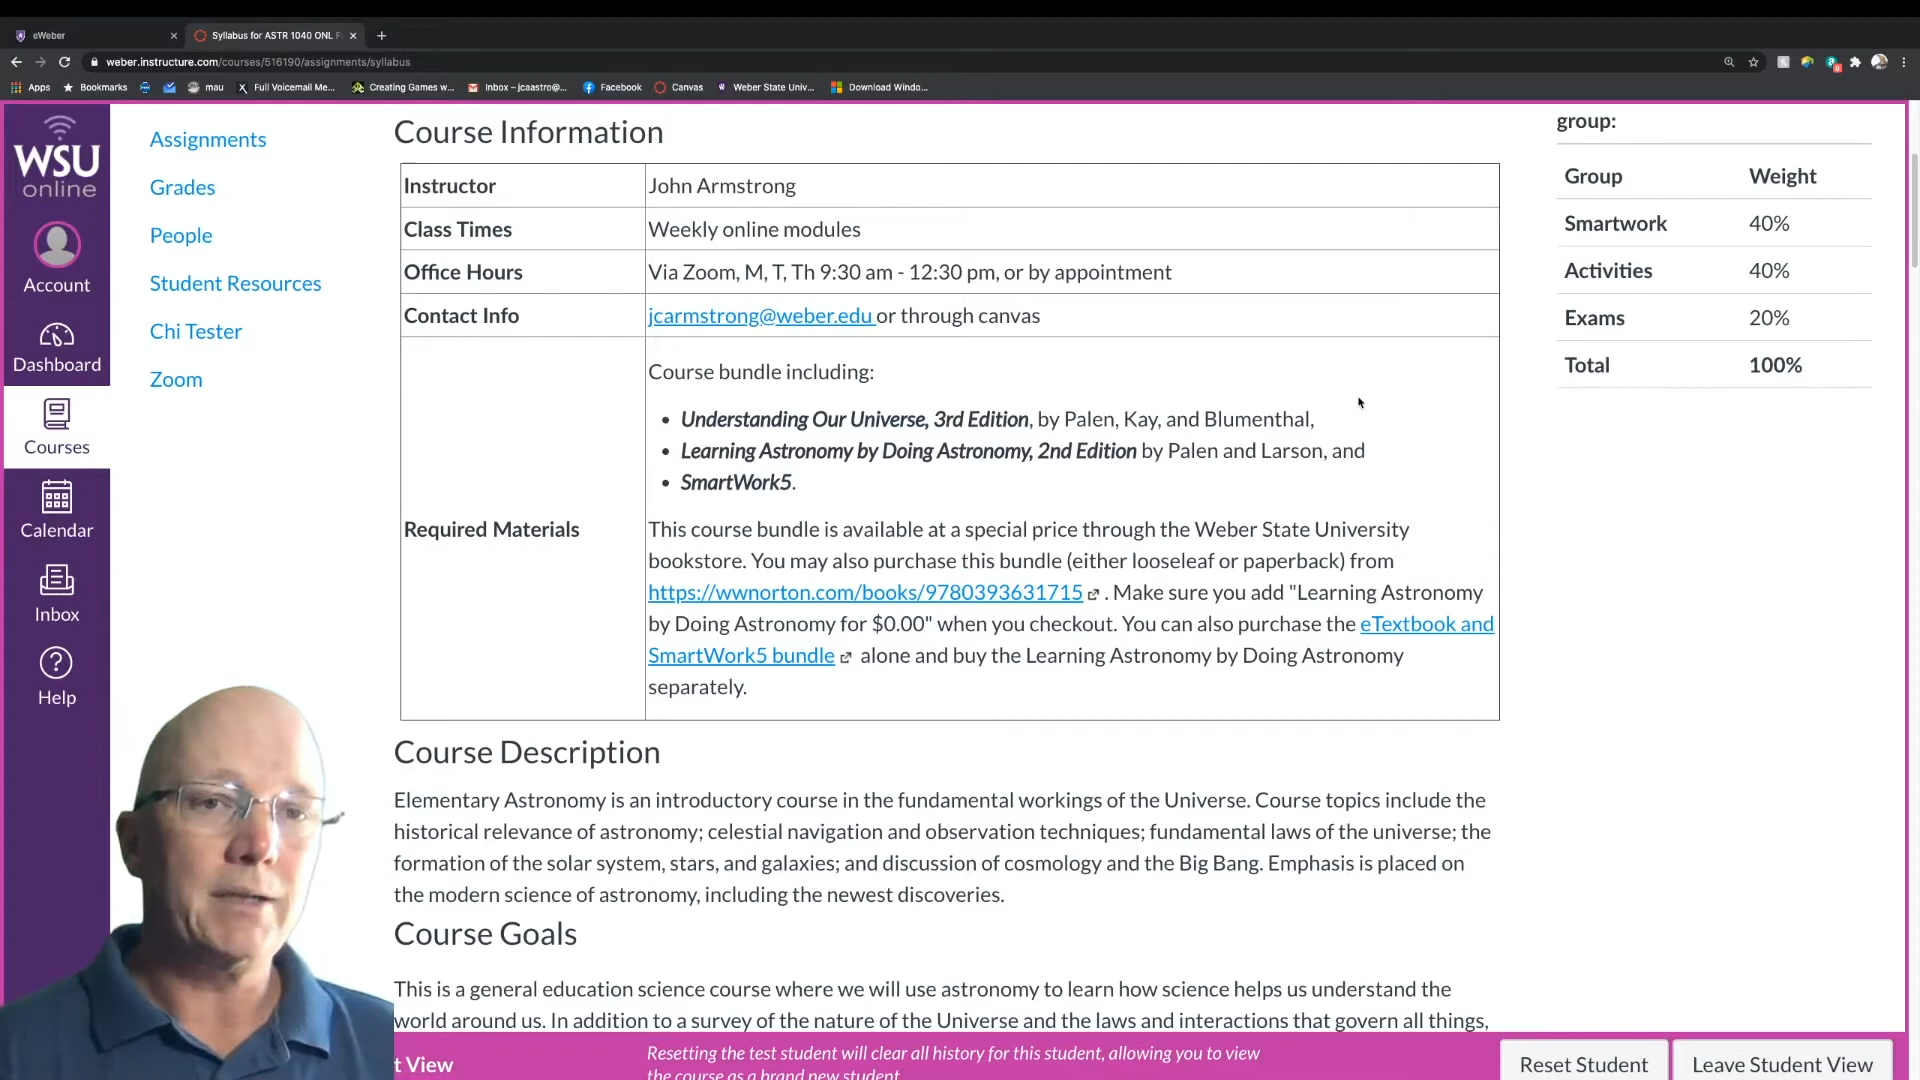 eWeber
Syllabus for ASTR 1040 ONL F
weber.instructure.com/courses/516190/assignments/syllabus
Apps
Bookmarks
mau
Full Voicemail Me...
Creating Games w...
Inbox – jcaastro@...
Facebook
Canvas
Weber State Univ...
Download Windo...
WSU
online
Account
Dashboard
Courses
Calendar
Inbox
Help
Assignments
Grades
People
Student Resources
Chi Tester
Zoom
Course Information
Instructor John Armstrong
Class Times Weekly online modules
Office Hours Via Zoom, M, T, Th 9:30 am - 12:30 pm, or by appointment
Contact Info jcarmstrong@weber.edu or through canvas
Required Materials
Course bundle including:
• Understanding Our Universe, 3rd Edition, by Palen, Kay, and Blumenthal,
• Learning Astronomy by Doing Astronomy, 2nd Edition by Palen and Larson, and
• SmartWork5.
This course bundle is available at a special price through the Weber State University
bookstore. You may also purchase this bundle (either looseleaf or paperback) from
https://wwnorton.com/books/9780393631715 . Make sure you add "Learning Astronomy
by Doing Astronomy for $0.00" when you checkout. You can also purchase the eTextbook and
SmartWork5 bundle alone and buy the Learning Astronomy by Doing Astronomy
separately.
Course Description
Elementary Astronomy is an introductory course in the fundamental workings of the Universe. Course topics include the
historical relevance of astronomy; celestial navigation and observation techniques; fundamental laws of the universe; the
formation of the solar system, stars, and galaxies; and discussion of cosmology and the Big Bang. Emphasis is placed on
the modern science of astronomy, including the newest discoveries.
Course Goals
This is a general education science course where we will use astronomy to learn how science helps us understand the
world around us. In addition to a survey of the nature of the Universe and the laws and interactions that govern all things,
group:
Group Weight
Smartwork 40%
Activities 40%
Exams 20%
Total 100%
t View
Resetting the test student will clear all history for this student, allowing you to view
the course as a brand new student
Reset Student
Leave Student View